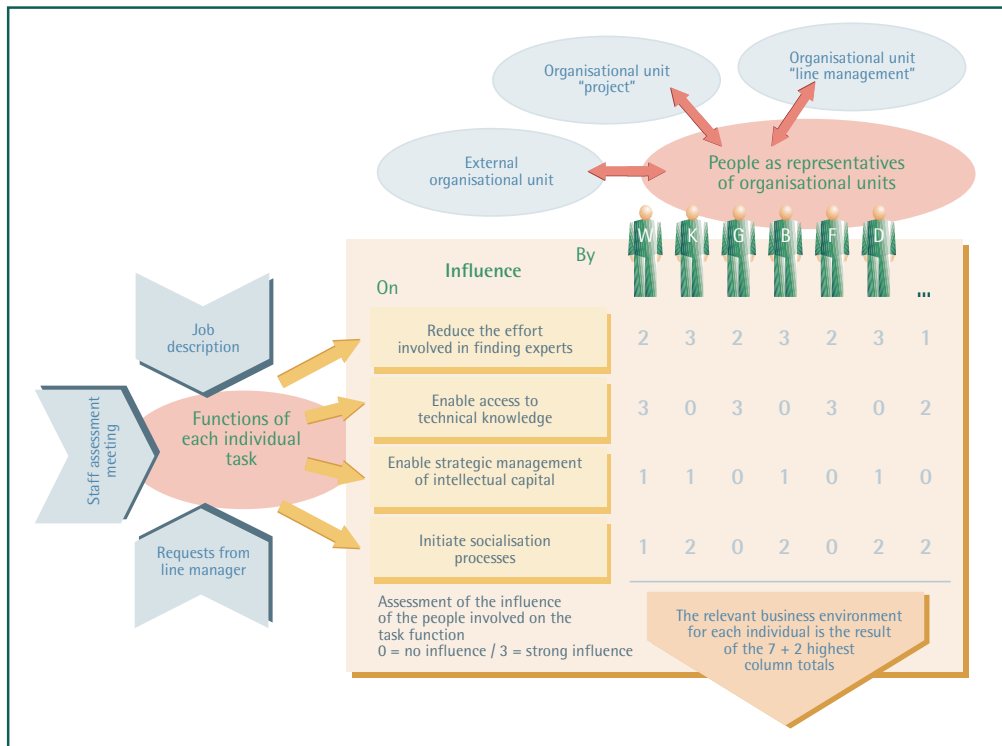 Organisational unit
"project"
Organisational unit
"line management"
External
organisational unit
People as representatives
of organisational units
W K G B F D
...
By
Influence
On
Job
description
Staff assessment
meeting
Functions of
each individual
task
Requests from
line manager
Reduce the effort
involved in finding experts
2 3 2 3 2 3 1
Enable access to
technical knowledge
3 0 3 0 3 0 2
Enable strategic management
of intellectual capital
1 1 0 1 0 1 0
Initiate socialisation
processes
1 2 0 2 0 2 2
Assessment of the influence
of the people involved on the
task function
0 = no influence / 3 = strong influence
The relevant business environment
for each individual is the result
of the 7 + 2 highest
column totals